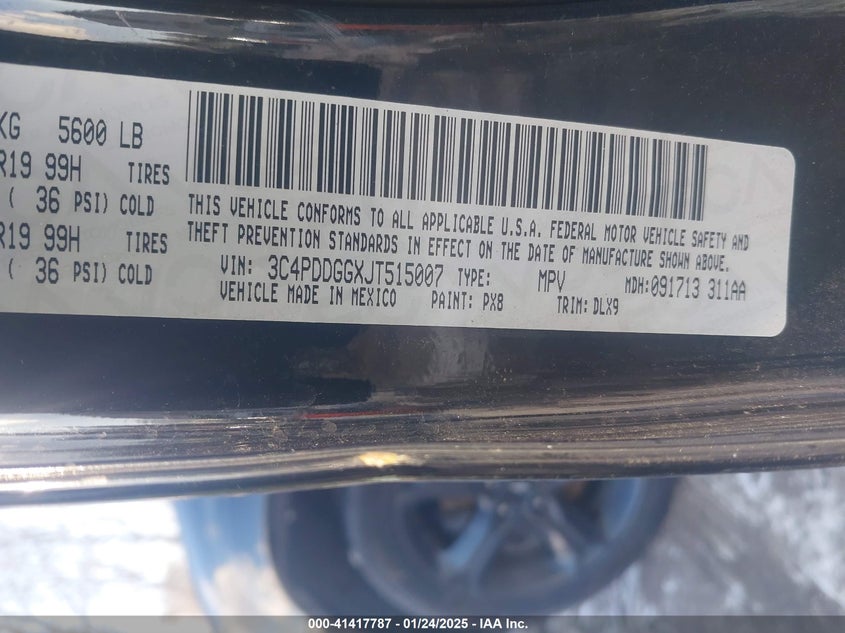 KG 5600 LB
R19 99H TIRES
( 36 PSI) COLD
R19 99H TIRES
( 36 PSI) COLD
THIS VEHICLE CONFORMS TO ALL APPLICABLE U.S.A. FEDERAL MOTOR VEHICLE SAFETY AND
THEFT PREVENTION STANDARDS IN EFFECT ON THE DATE OF MANUFACTURE SHOWN ABOVE.
VIN: 3C4PDDGGXJT515007 TYPE: MPV MDH:091713 311AA
VEHICLE MADE IN MEXICO PAINT: PX8 TRIM: DLX9
000-41417787 - 01/24/2025 - IAA Inc.